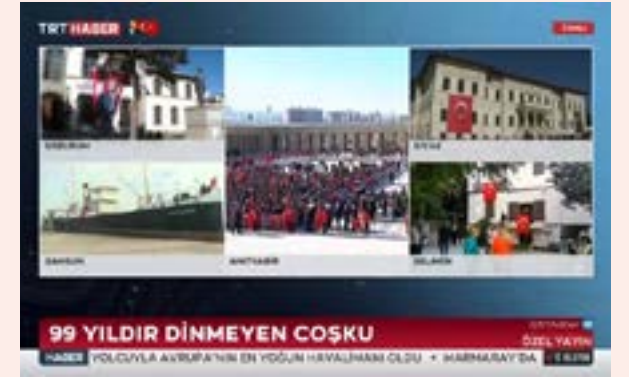 TRT HABER
CANLI
ERZURUM
SİVAS
SAMSUN
ANITKABİR
SELANİK
99 YILDIR DİNMEYEN COŞKU
ÖZEL YAYIN
HABER YOLCUYLA AVRUPA'NIN EN YOĞUN HAVALİMANI OLDU • MARMARAY'DA